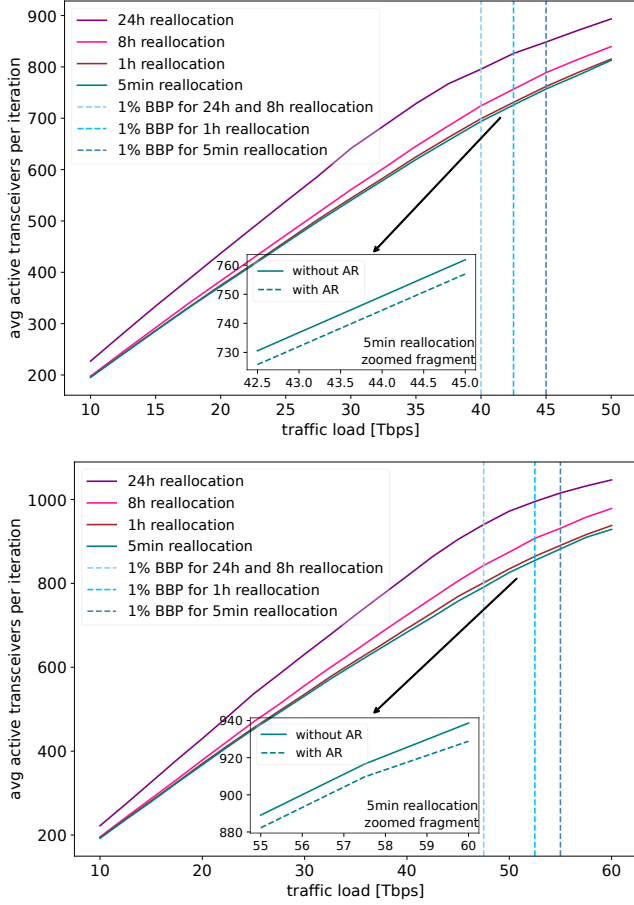 900
800
700
600
500
400
300
200
avg active transceivers per iteration
24h reallocation
8h reallocation
1h reallocation
5min reallocation
1% BBP for 24h and 8h reallocation
1% BBP for 1h reallocation
1% BBP for 5min reallocation
760
750
740
730
without AR
with AR
5min reallocation
zoomed fragment
42.5 43.0 43.5 44.0 44.5 45.0
10 15 20 25 30 35 40 45 50
traffic load [Tbps]
1000
800
600
400
200
avg active transceivers per iteration
24h reallocation
8h reallocation
1h reallocation
5min reallocation
1% BBP for 24h and 8h reallocation
1% BBP for 1h reallocation
1% BBP for 5min reallocation
940
920
900
880
without AR
with AR
5min reallocation
zoomed fragment
55 56 57 58 59 60
10 20 30 40 50 60
traffic load [Tbps]